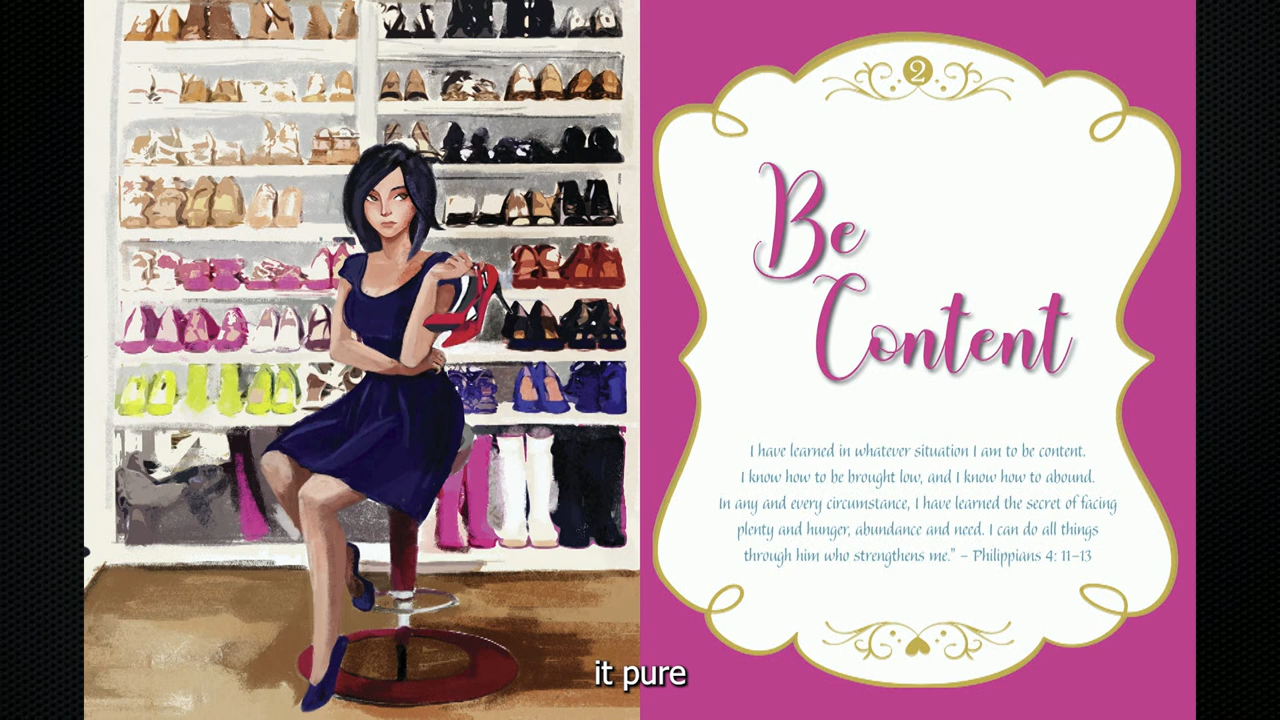 2
Be
Content
I have learned in whatever situation I am to be content.
I know how to be brought low, and I know how to abound.
In any and every circumstance, I have learned the secret of facing
plenty and hunger, abundance and need. I can do all things
through him who strengthens me." – Philippians 4: 11–13
it pure